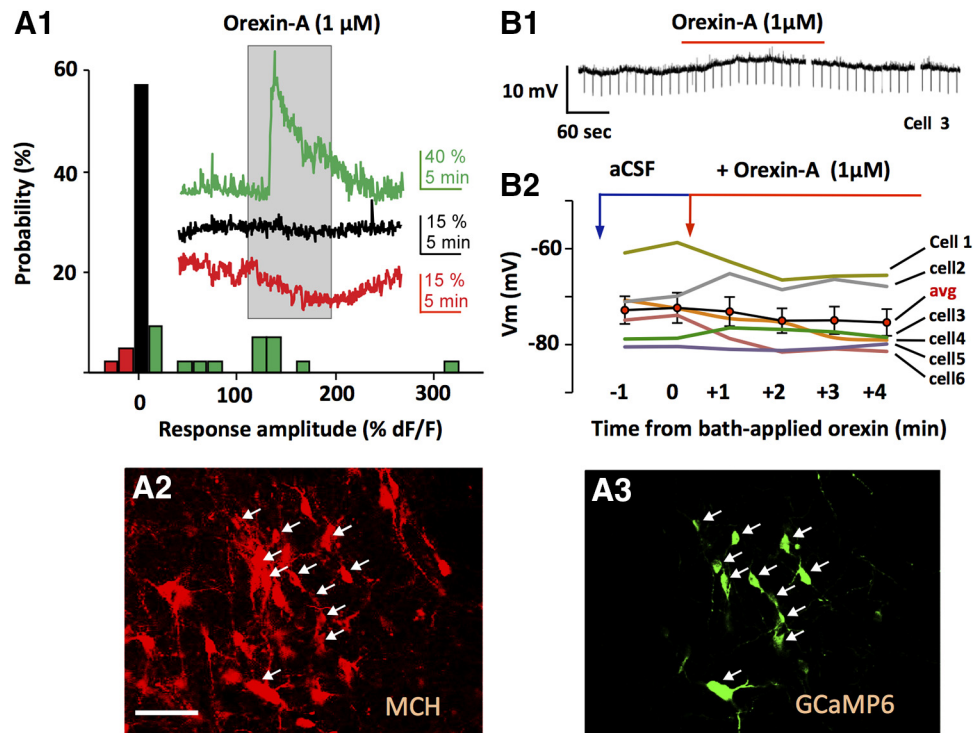 A1
Orexin-A (1 μM)
60
40
20
Probability (%)
40 %
5 min
15 %
5 min
15 %
5 min
0
100
200
300
Response amplitude (% dF/F)
B1
Orexin-A (1μM)
10 mV
60 sec
Cell 3
B2
aCSF
+ Orexin-A (1μM)
-60
-80
Vm (mV)
Cell 1
cell2
avg
cell3
cell4
cell5
cell6
-1
0
+1
+2
+3
+4
Time from bath-applied orexin (min)
A2
MCH
A3
GCaMP6